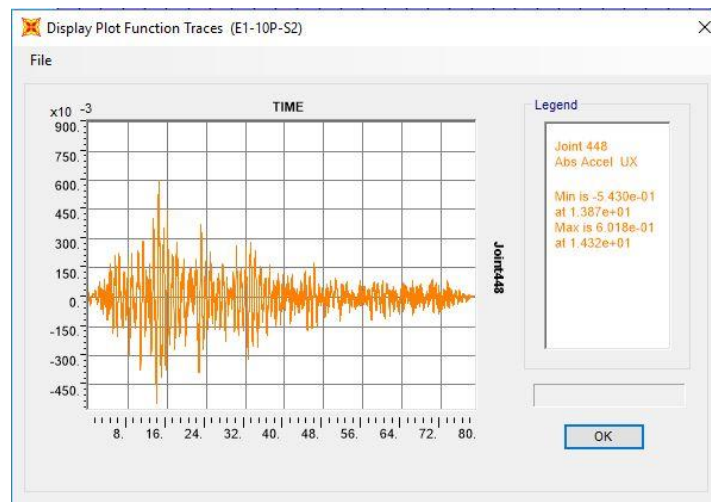 Display Plot Function Traces (E1-10P-S2)
File
x10 -3
TIME
900.
750.
600.
450.
300.
150.
0.
-150.
-300.
-450.
8. 16. 24. 32. 40. 48. 56. 64. 72. 80.
Joint448
Legend
Joint 448
Abs Accel UX
Min is -5.430e-01
at 1.387e+01
Max is 6.018e-01
at 1.432e+01
OK